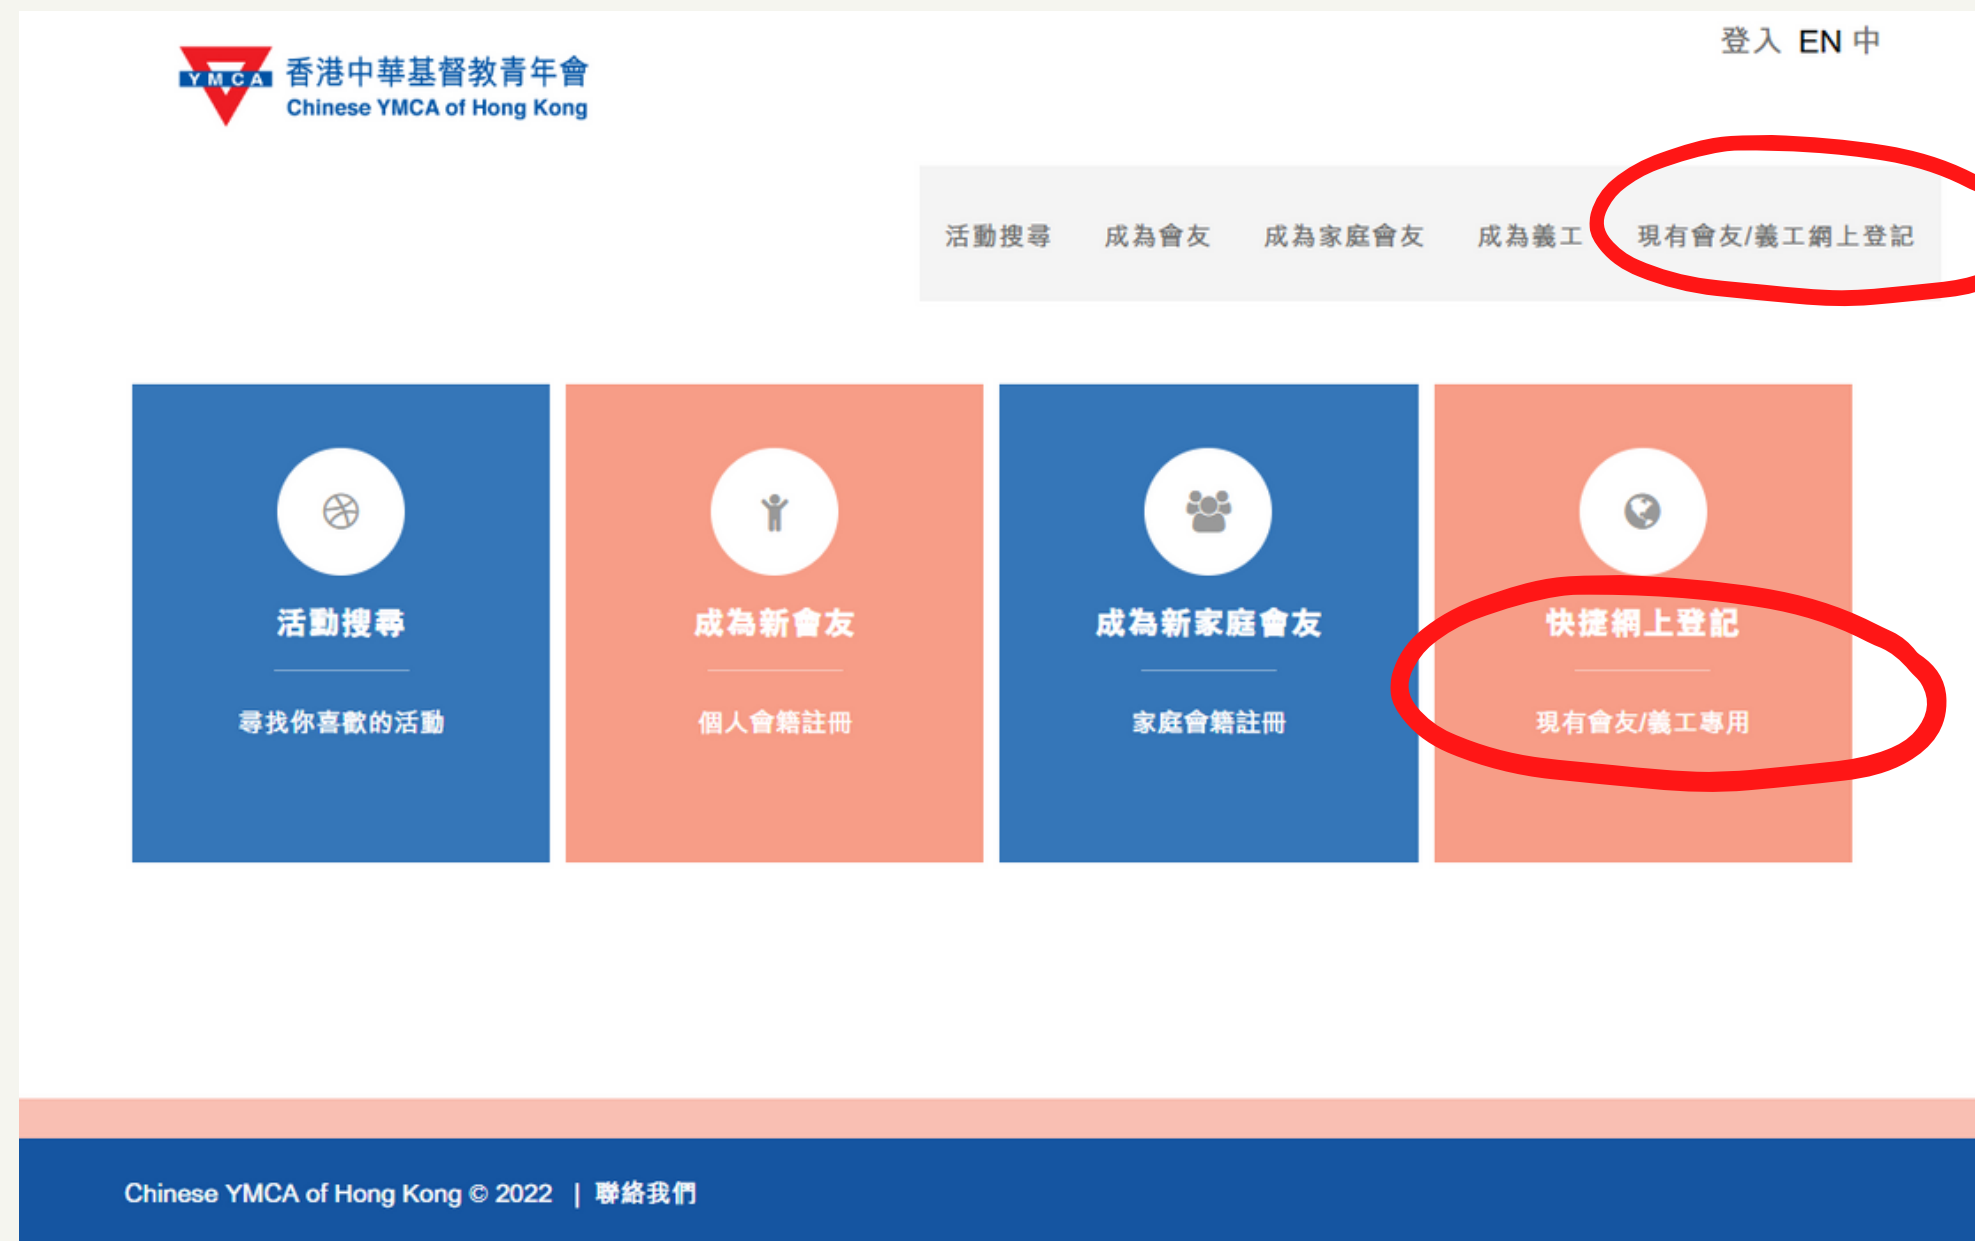 登入 EN 中
YMCA
香港中華基督教青年會
Chinese YMCA of Hong Kong
活動搜尋 成為會友 成為家庭會友 成為義工 現有會友/義工網上登記
活動搜尋
尋找你喜歡的活動
成為新會友
個人會籍註冊
成為新家庭會友
家庭會籍註冊
快捷網上登記
現有會友/義工專用
Chinese YMCA of Hong Kong © 2022 | 聯絡我們